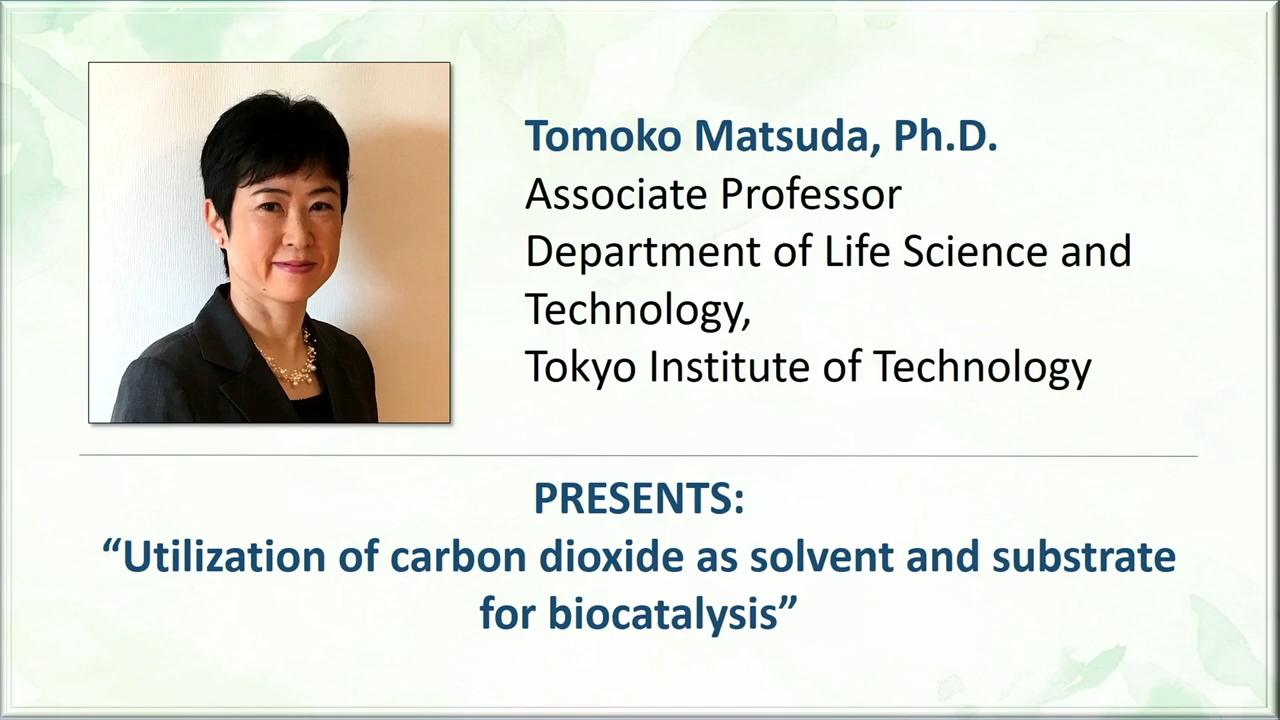 Tomoko Matsuda, Ph.D.
Associate Professor
Department of Life Science and
Technology,
Tokyo Institute of Technology
PRESENTS:
“Utilization of carbon dioxide as solvent and substrate
for biocatalysis”